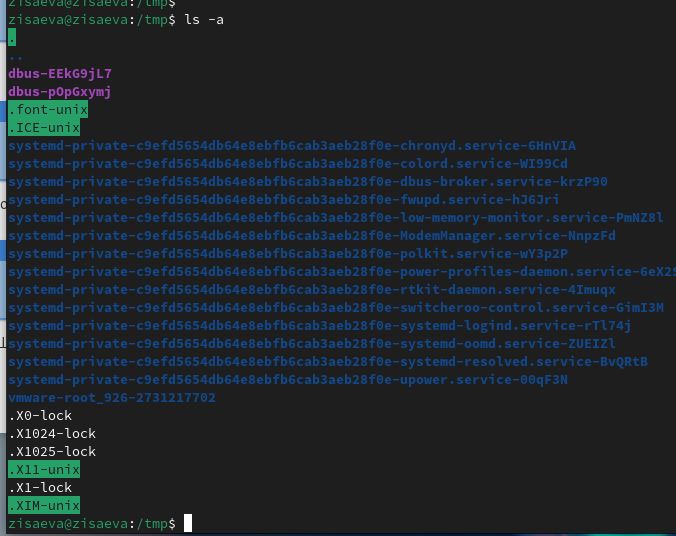 zisaeva@zisaeva:/tmp$
zisaeva@zisaeva:/tmp$ ls -a
.
..
dbus-EEkG9jL7
dbus-pOpGxymj
.font-unix
.ICE-unix
systemd-private-c9efd5654db64e8ebfb6cab3aeb28f0e-chronyd.service-6HnVIA
systemd-private-c9efd5654db64e8ebfb6cab3aeb28f0e-colord.service-WI99Cd
systemd-private-c9efd5654db64e8ebfb6cab3aeb28f0e-dbus-broker.service-krzP90
systemd-private-c9efd5654db64e8ebfb6cab3aeb28f0e-fwupd.service-hJ6Jri
systemd-private-c9efd5654db64e8ebfb6cab3aeb28f0e-low-memory-monitor.service-PmNZ8l
systemd-private-c9efd5654db64e8ebfb6cab3aeb28f0e-ModemManager.service-NnpzFd
systemd-private-c9efd5654db64e8ebfb6cab3aeb28f0e-polkit.service-wY3p2P
systemd-private-c9efd5654db64e8ebfb6cab3aeb28f0e-power-profiles-daemon.service-6eX2S
systemd-private-c9efd5654db64e8ebfb6cab3aeb28f0e-rtkit-daemon.service-4Imuqx
systemd-private-c9efd5654db64e8ebfb6cab3aeb28f0e-switcheroo-control.service-GimI3M
systemd-private-c9efd5654db64e8ebfb6cab3aeb28f0e-systemd-logind.service-rTl74j
systemd-private-c9efd5654db64e8ebfb6cab3aeb28f0e-systemd-oomd.service-ZUEIZl
systemd-private-c9efd5654db64e8ebfb6cab3aeb28f0e-systemd-resolved.service-BvQRtB
systemd-private-c9efd5654db64e8ebfb6cab3aeb28f0e-upower.service-00qF3N
vmware-root_926-2731217702
.X0-lock
.X1024-lock
.X1025-lock
.X11-unix
.X1-lock
.XIM-unix
zisaeva@zisaeva:/tmp$